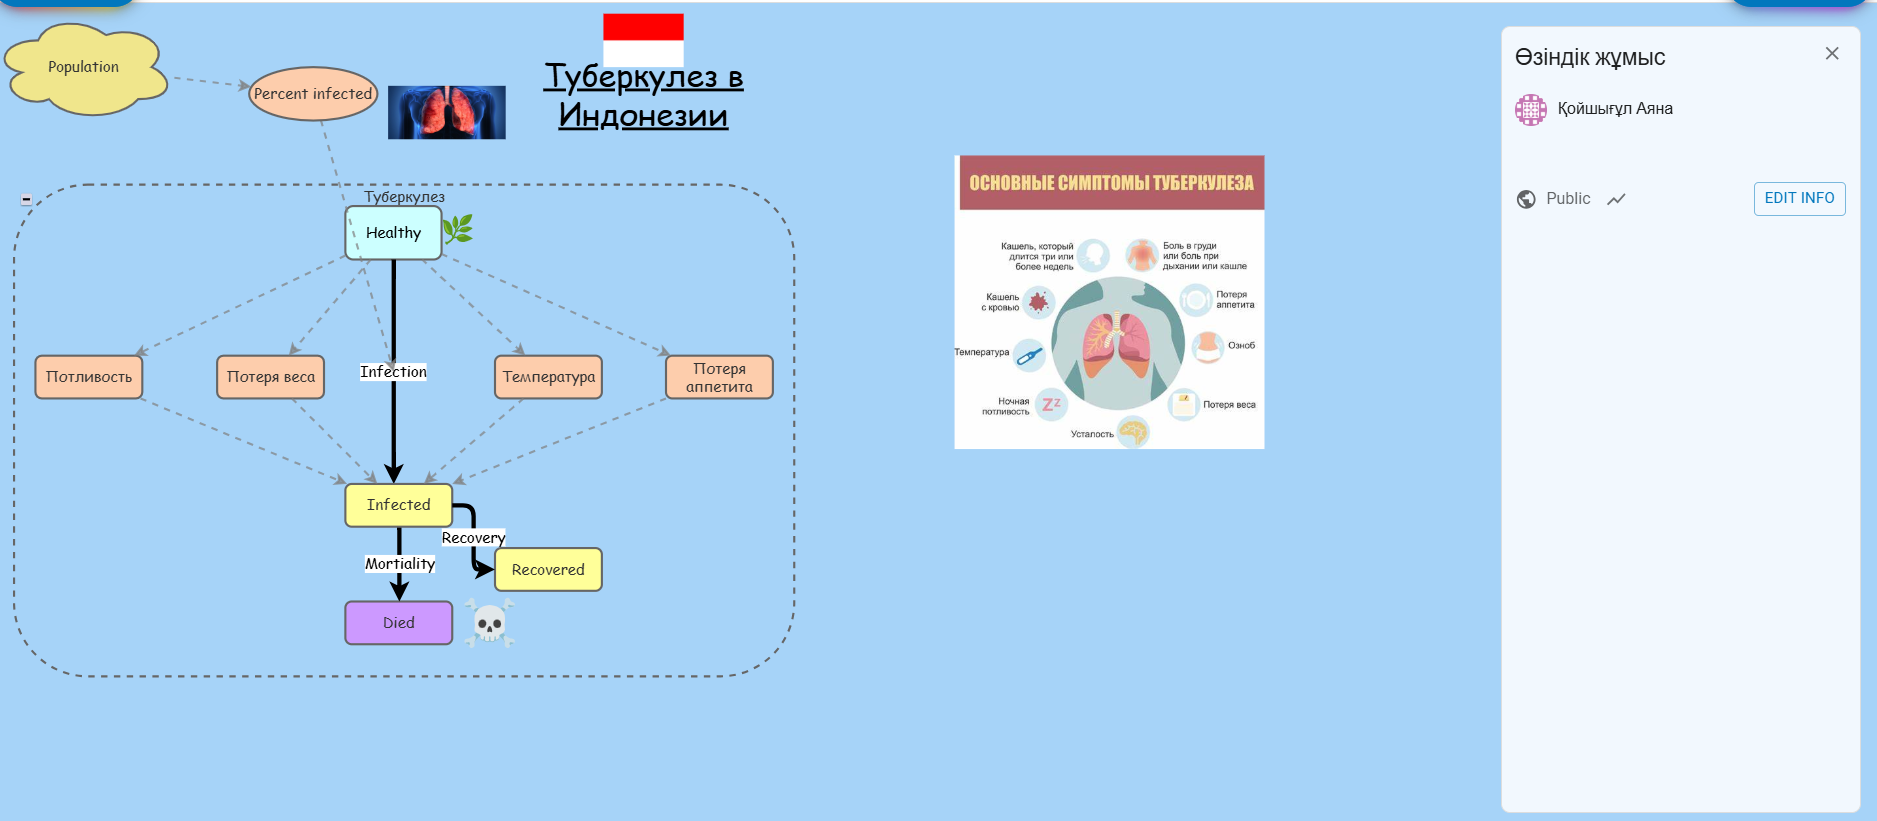 Population
Percent infected
Туберкулез в
Индонезии
Туберкулез
Healthy
Потливость
Потеря веса
Infection
Температура
Потеря
аппетита
Infected
Recovery
Mortiality
Recovered
Died
ОСНОВНЫЕ СИМПТОМЫ ТУБЕРКУЛЕЗА
Кашель, который
длится три или
более недель
Боль в груди
или боль при
дыхании или кашле
Кашель
с кровью
Потеря
аппетита
Температура
Озноб
Ночная
потливость
Zz
Потеря веса
Усталость
Өзіндік жұмыс
Қойшығұл Аяна
Public
EDIT INFO